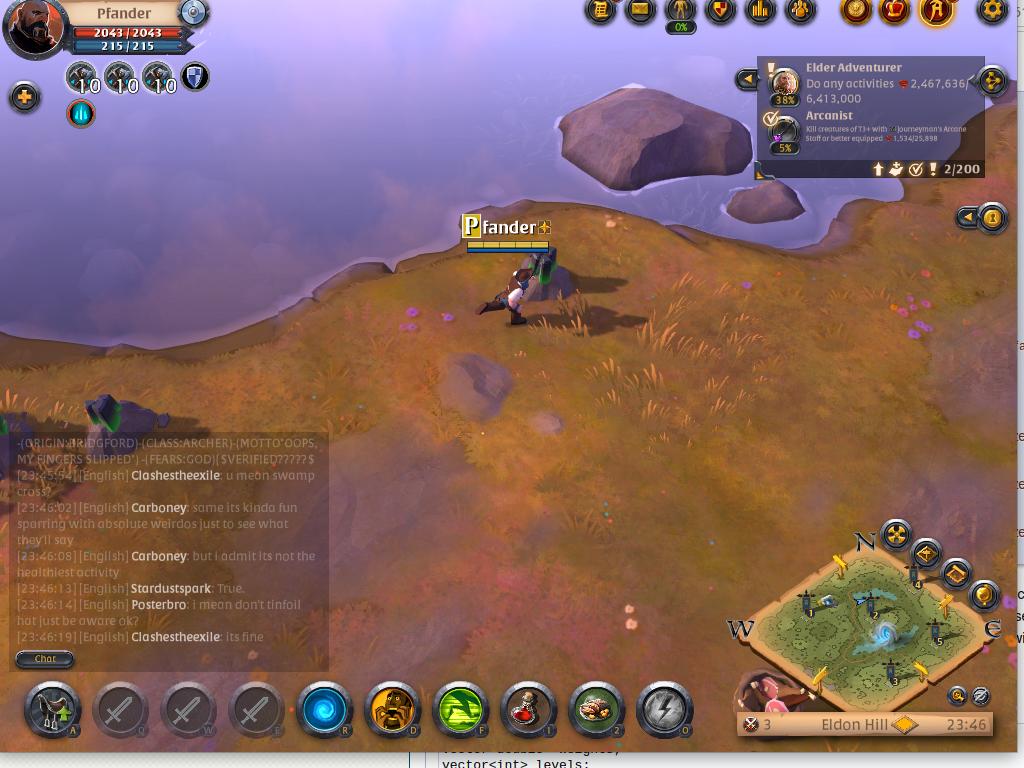 Pfander
2043/2043
215/215
10 10 10
0%
Elder Adventurer
Do any activities 2,467,636/
6,413,000
38%
Arcanist
Kill creatures of T3+ with Journeyman's Arcane
Staff or better equipped 1,534/25,898
5%
2/200
Pfander
-(ORIGIN:BRIDGFORD)-(CLASS:ARCHER)-(MOTTO"OOPS,
MY FINGERS SLIPPED") -(FEARS:GOD)[$VERIFIED?????$
[23:45:54][English] Clashestheexile: u mean swamp
cross?
[23:46:02][English] Carboney: same its kinda fun
sparring with absolute weirdos just to see what
they'll say
[23:46:08][English] Carboney: but i admit its not the
healthiest activity
[23:46:13][English] Stardustspark: True.
[23:46:14][English] Posterbro: i mean don't tinfoil
hat just be aware ok?
[23:46:19][English] Clashestheexile: its fine
Chat
A Q W E R D F 1 2 O
N
W
E
1
2
3
4
5
3 Eldon Hill 23:46
vector<int> levels;